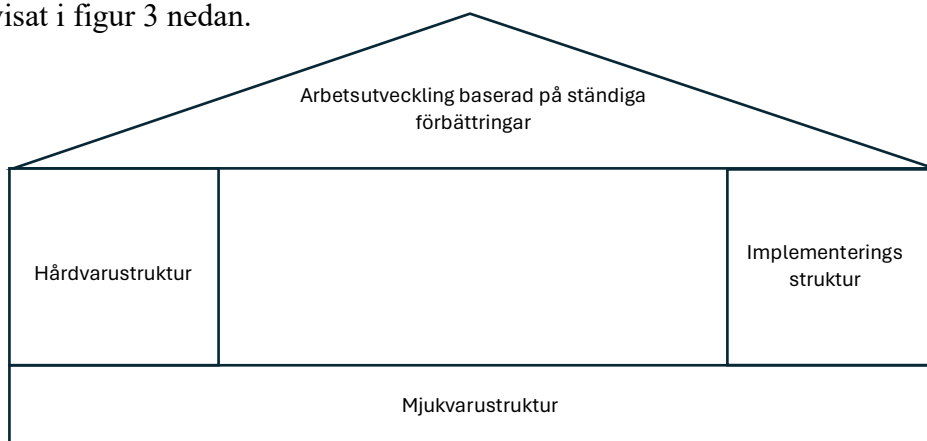 visat i figur 3 nedan.
Arbetsutveckling baserad på ständiga
förbättringar
Hårdvarustruktur
Implementerings
struktur
Mjukvarustruktur